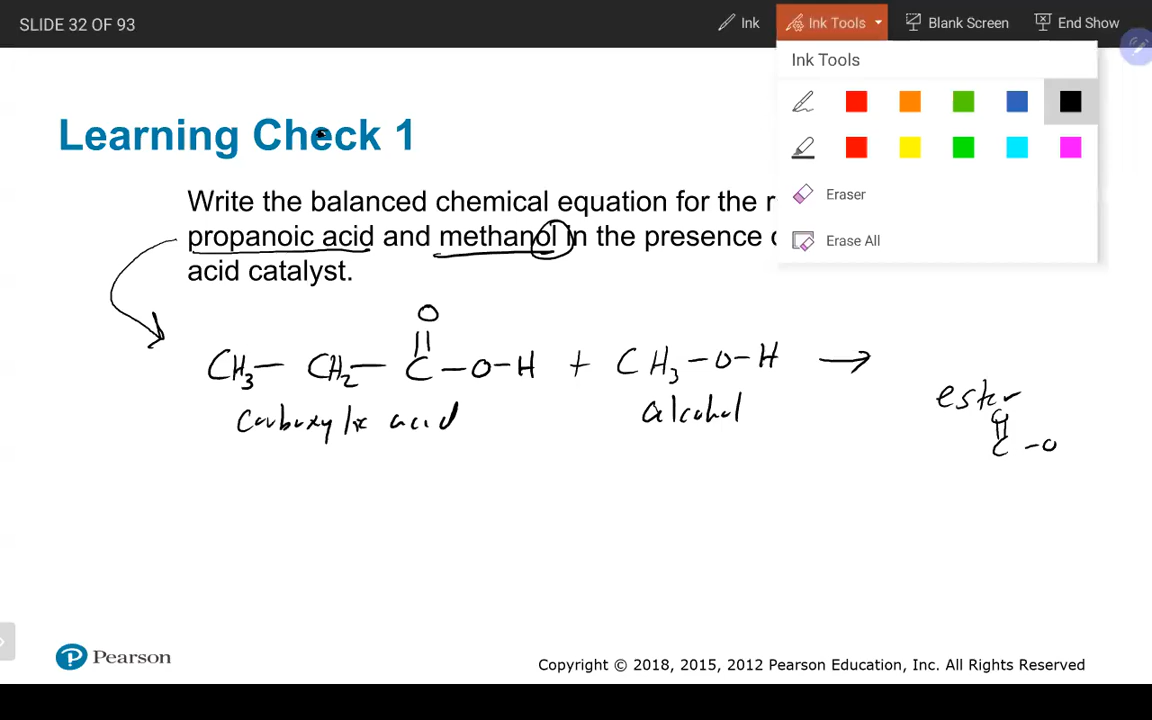 SLIDE 32 OF 93 Ink Ink Tools Blank Screen End Show
Ink Tools
Learning Check 1
Eraser
Write the balanced chemical equation for the r
propanoic acid and methanol in the presence
Erase All
acid catalyst.
O
||
CH3— CH2— C —O—H + CH3—O—H →
carboxylic acid alcohol ester
O
||
C —O
Pearson
Copyright © 2018, 2015, 2012 Pearson Education, Inc. All Rights Reserved